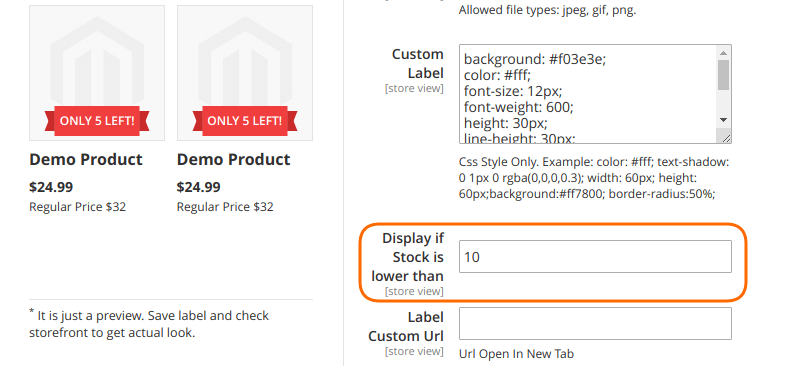 ONLY 5 LEFT!
ONLY 5 LEFT!
Demo Product
Demo Product
$24.99
$24.99
Regular Price $32
Regular Price $32
* It is just a preview. Save label and check
storefront to get actual look.
Allowed file types: jpeg, gif, png.
Custom
Label
[store view]
background: #f03e3e;
color: #fff;
font-size: 12px;
font-weight: 600;
height: 30px;
line-height: 30px;
Css Style Only. Example: color: #fff; text-shadow:
0 1px 0 rgba(0,0,0,0.3); width: 60px; height:
60px;background:#ff7800; border-radius:50%;
Display if
Stock is
lower than
[store view]
10
Label
Custom Url
[store view]
Url Open In New Tab